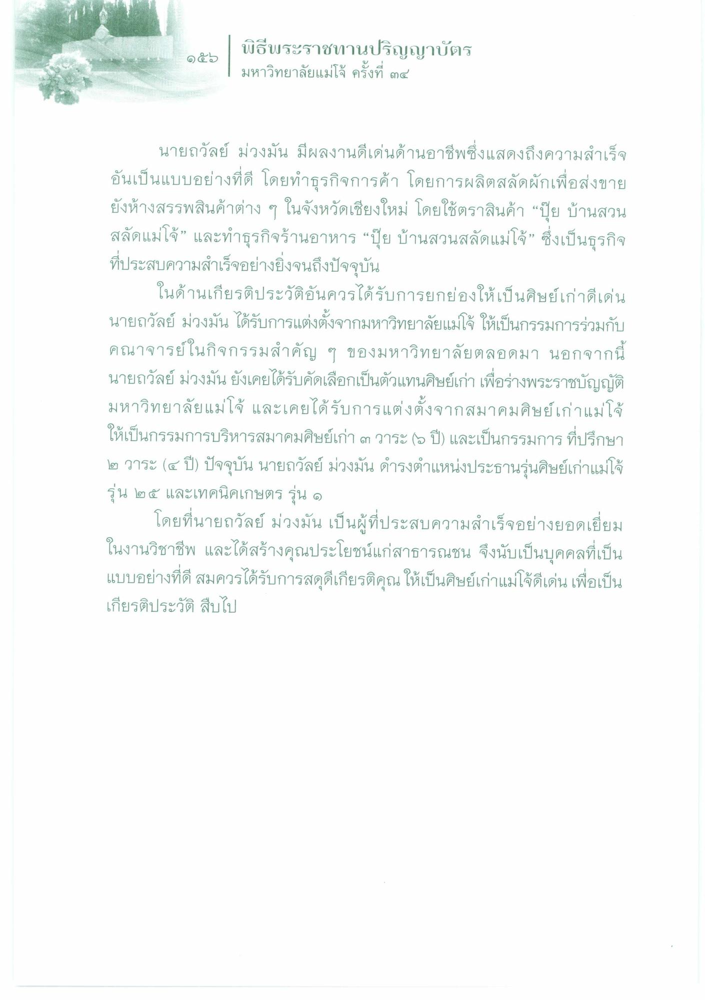 ๑๕๖
พิธีพระราชทานปริญญาบัตร
มหาวิทยาลัยแม่โจ้ ครั้งที่ ๓๔
นายถวัลย์ ม่วงมัน มีผลงานดีเด่นด้านอาชีพซึ่งแสดงถึงความสำเร็จ
อันเป็นแบบอย่างที่ดี โดยทำธุรกิจการค้า โดยการผลิตสลัดผักเพื่อส่งขาย
ยังห้างสรรพสินค้าต่าง ๆ ในจังหวัดเชียงใหม่ โดยใช้ตราสินค้า “ปุ๊ย บ้านสวน
สลัดแม่โจ้” และทำธุรกิจร้านอาหาร “ปุ๊ย บ้านสวนสลัดแม่โจ้” ซึ่งเป็นธุรกิจ
ที่ประสบความสำเร็จอย่างยิ่งจนถึงปัจจุบัน
ในด้านเกียรติประวัติอันควรได้รับการยกย่องให้เป็นศิษย์เก่าดีเด่น
นายถวัลย์ ม่วงมัน ได้รับการแต่งตั้งจากมหาวิทยาลัยแม่โจ้ ให้เป็นกรรมการร่วมกับ
คณาจารย์ในกิจกรรมสำคัญ ๆ ของมหาวิทยาลัยตลอดมา นอกจากนี้
นายถวัลย์ ม่วงมัน ยังเคยได้รับคัดเลือกเป็นตัวแทนศิษย์เก่า เพื่อร่างพระราชบัญญัติ
มหาวิทยาลัยแม่โจ้ และเคยได้รับการแต่งตั้งจากสมาคมศิษย์เก่าแม่โจ้
ให้เป็นกรรมการบริหารสมาคมศิษย์เก่า ๓ วาระ (๖ ปี) และเป็นกรรมการ ที่ปรึกษา
๒ วาระ (๔ ปี) ปัจจุบัน นายถวัลย์ ม่วงมัน ดำรงตำแหน่งประธานรุ่นศิษย์เก่าแม่โจ้
รุ่น ๒๕ และเทคนิคเกษตร รุ่น ๑
โดยที่นายถวัลย์ ม่วงมัน เป็นผู้ที่ประสบความสำเร็จอย่างยอดเยี่ยม
ในงานวิชาชีพ และได้สร้างคุณประโยชน์แก่สาธารณชน จึงนับเป็นบุคคลที่เป็น
แบบอย่างที่ดี สมควรได้รับการสดุดีเกียรติคุณ ให้เป็นศิษย์เก่าแม่โจ้ดีเด่น เพื่อเป็น
เกียรติประวัติ สืบไป